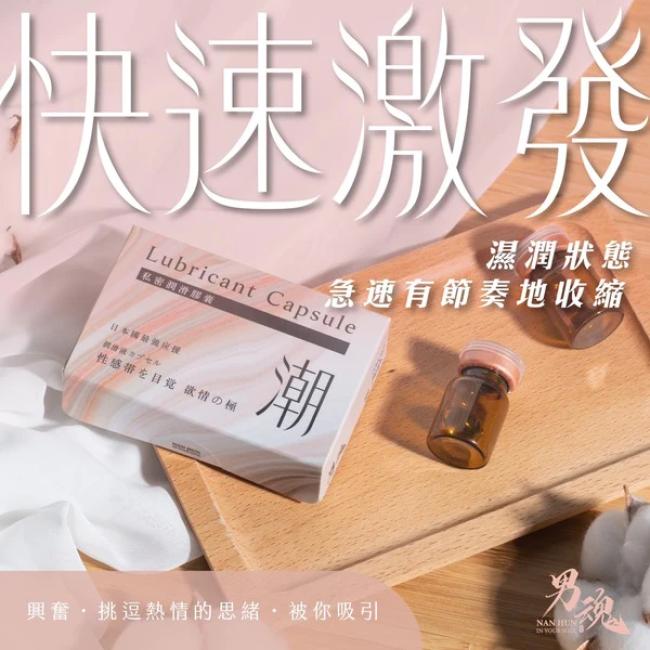 快速激發
濕潤狀態
急速有節奏地收縮
Lubricant Capsule
私密潤滑膠囊
日本國最強床援
潤滑液カプセル
性感帯を目覚 欲情の極
潮
興奮・挑逗熱情的思緒・被你吸引
男魂
NAN HUN
IN YOUR SOUL